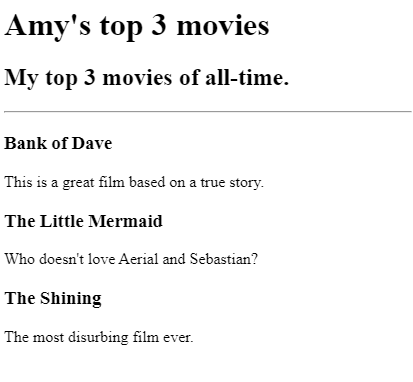 Amy's top 3 movies
My top 3 movies of all-time.
Bank of Dave
This is a great film based on a true story.
The Little Mermaid
Who doesn't love Aerial and Sebastian?
The Shining
The most disurbing film ever.